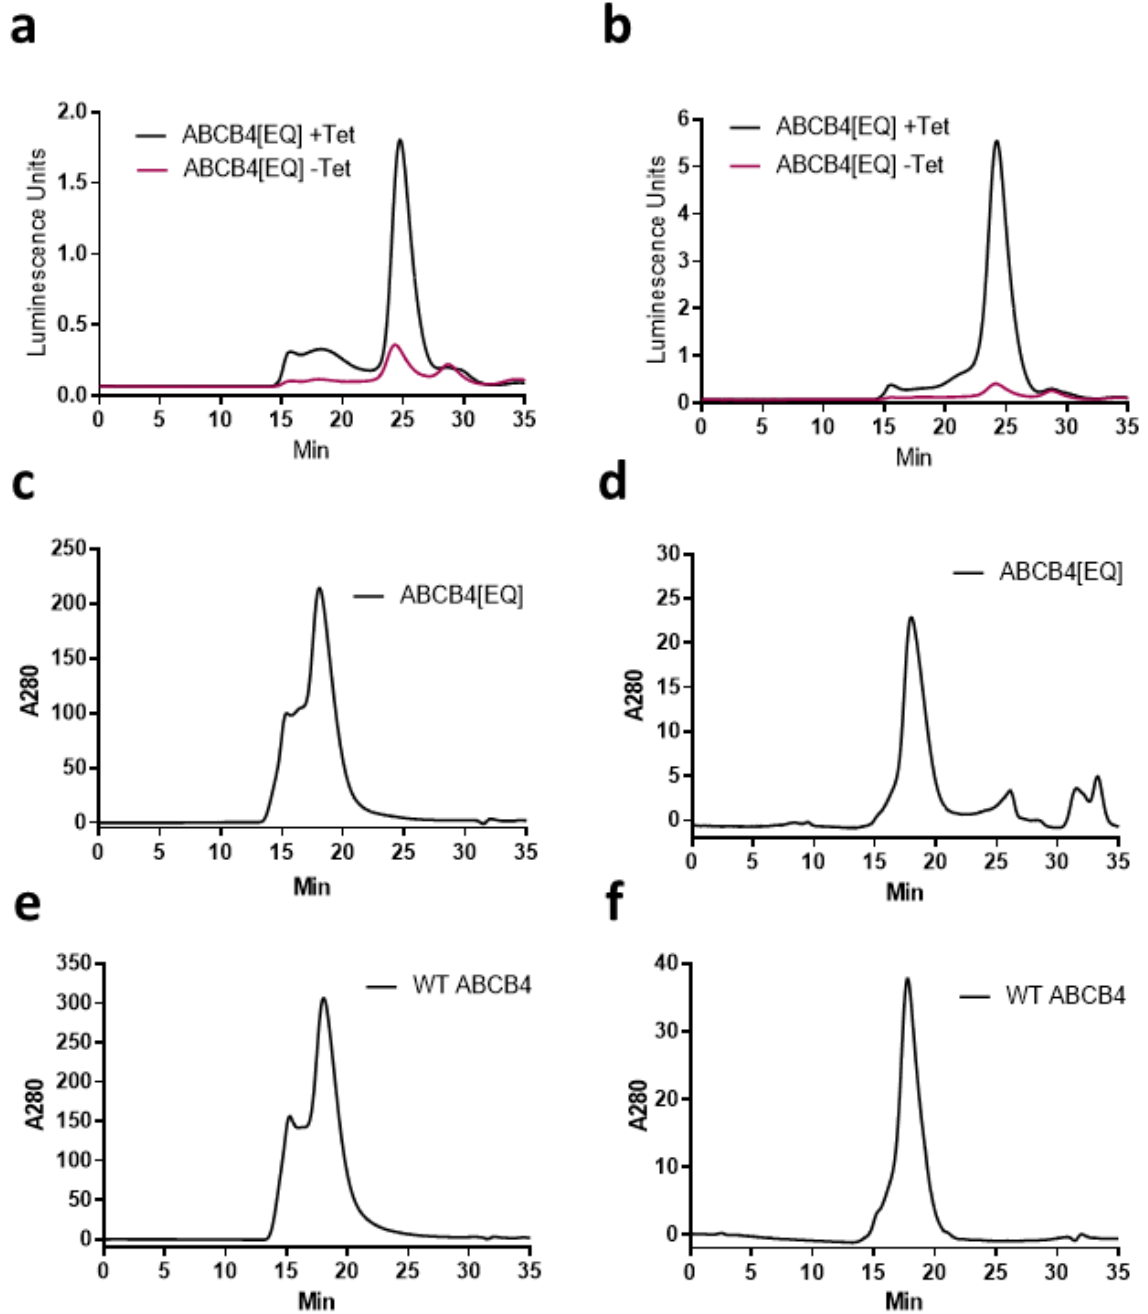 a
2.0
1.5
1.0
0.5
0.0
Luminescence Units
ABCB4[EQ] +Tet
ABCB4[EQ] -Tet
0 5 10 15 20 25 30 35
Min
b
6
5
4
3
2
1
0
Luminescence Units
ABCB4[EQ] +Tet
ABCB4[EQ] -Tet
0 5 10 15 20 25 30 35
Min
c
250
200
150
100
50
0
A280
ABCB4[EQ]
0 5 10 15 20 25 30 35
Min
d
30
25
20
15
10
5
0
A280
ABCB4[EQ]
0 5 10 15 20 25 30 35
Min
e
350
300
250
200
150
100
50
0
A280
WT ABCB4
0 5 10 15 20 25 30 35
Min
f
40
30
20
10
0
A280
WT ABCB4
0 5 10 15 20 25 30 35
Min